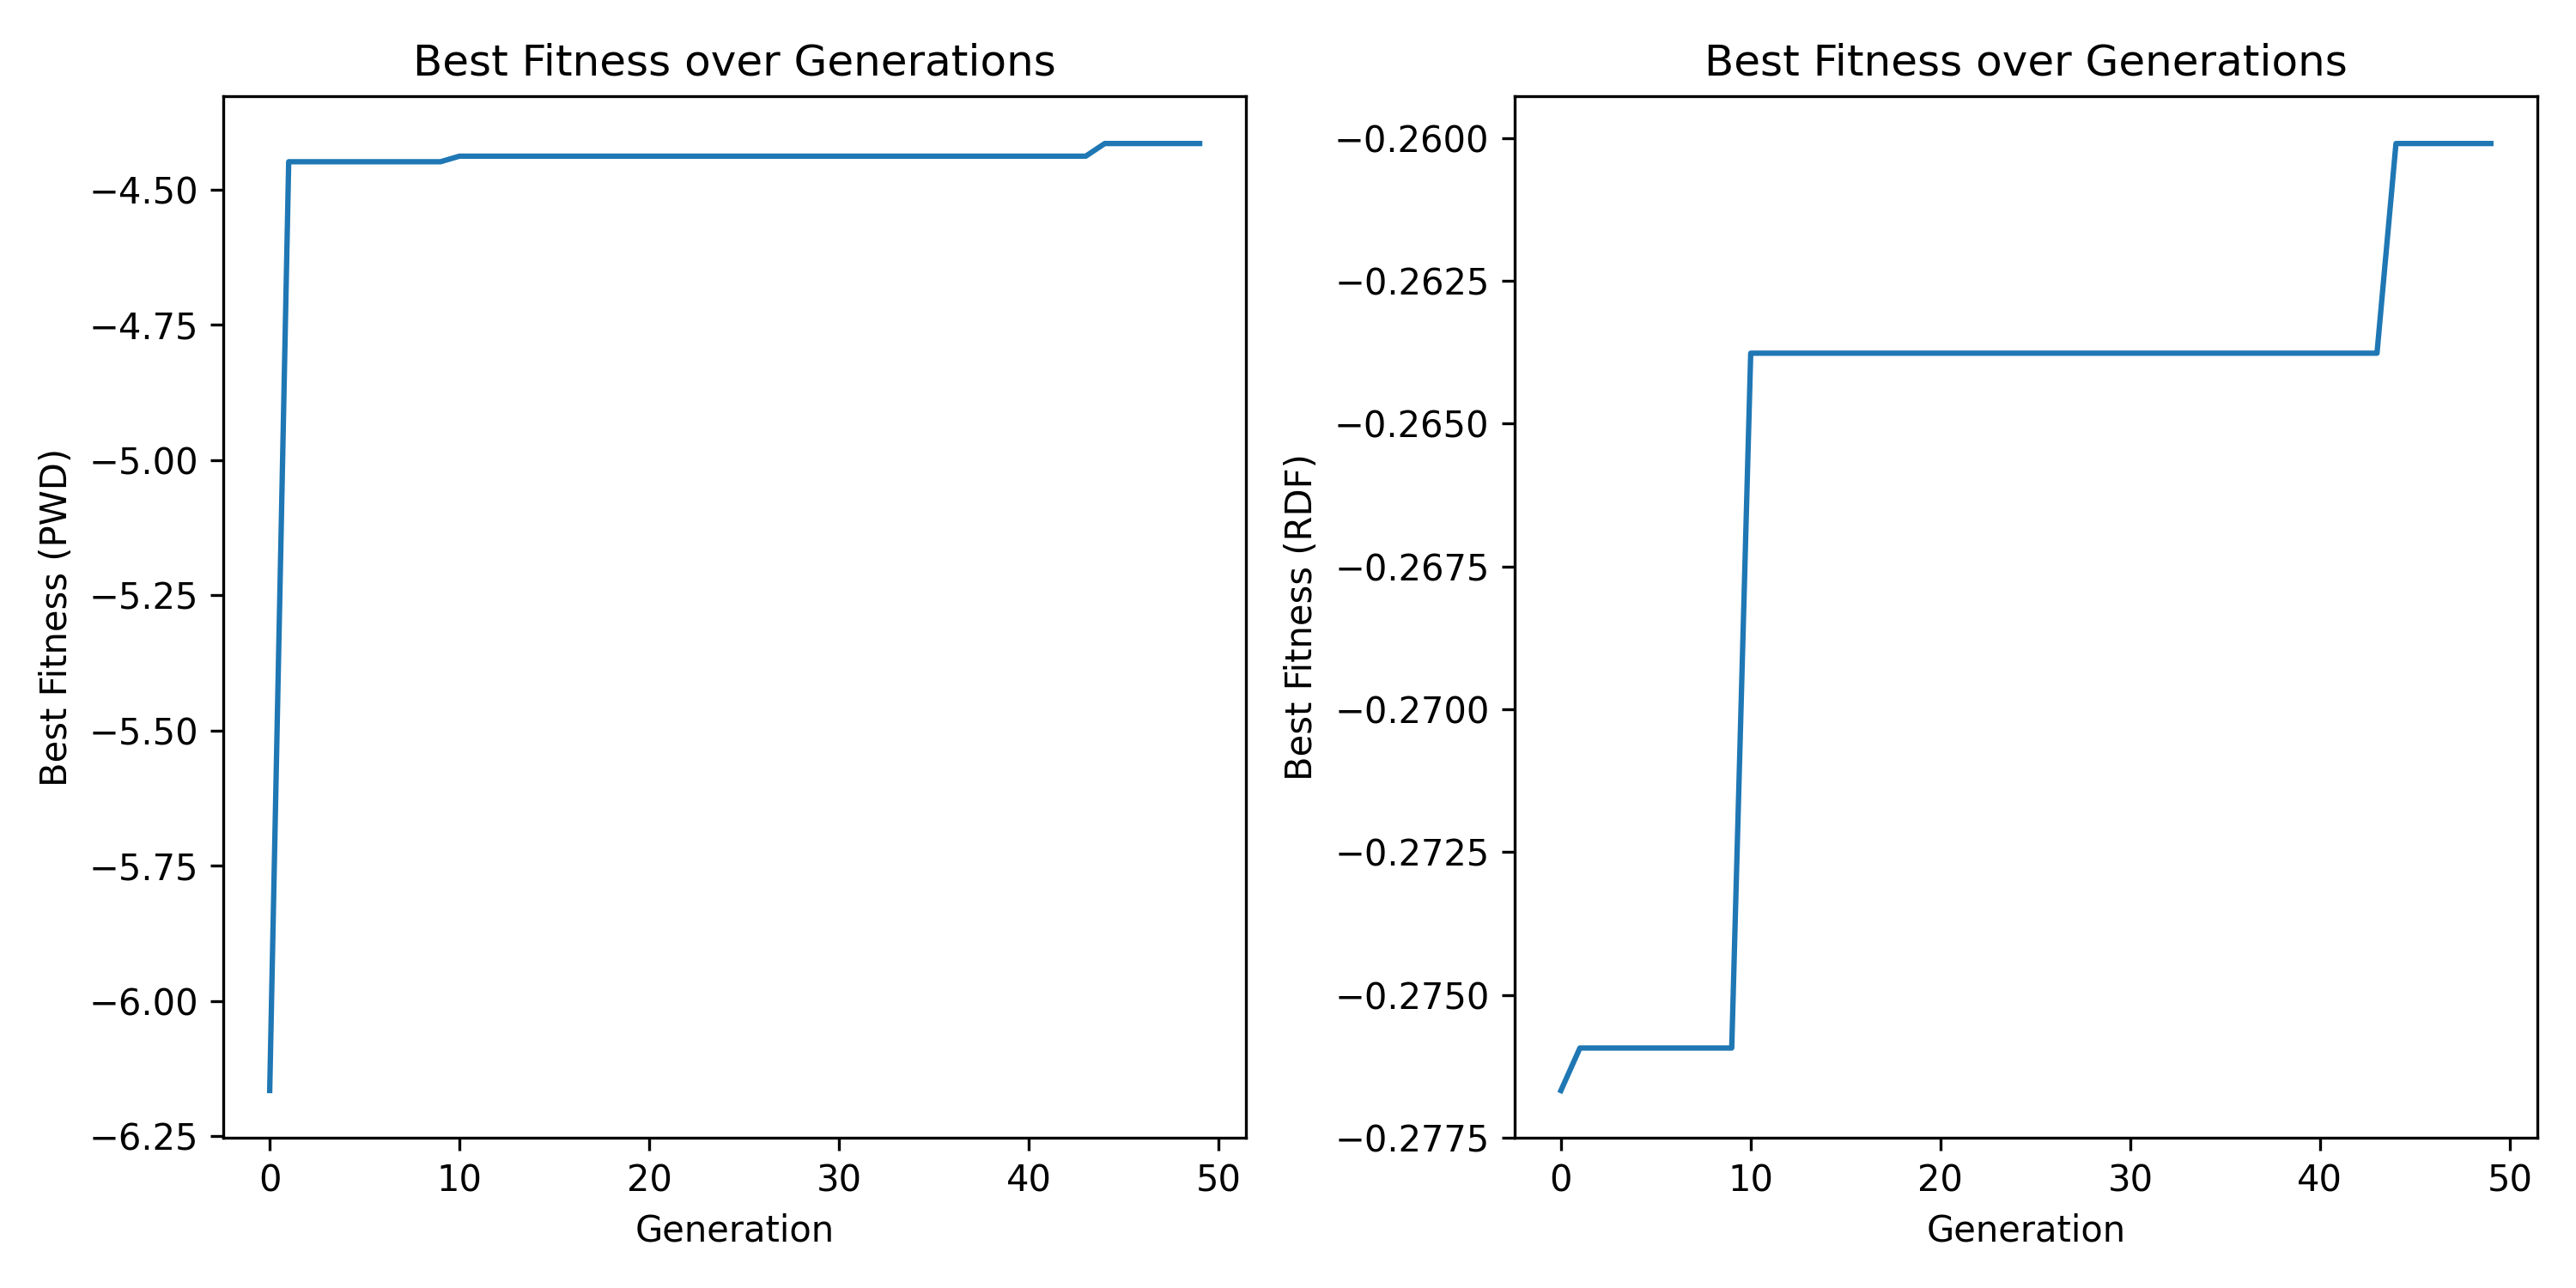 Best Fitness over Generations
Best Fitness (PWD)
−4.50
−4.75
−5.00
−5.25
−5.50
−5.75
−6.00
−6.25
0 10 20 30 40 50
Generation
Best Fitness over Generations
Best Fitness (RDF)
−0.2600
−0.2625
−0.2650
−0.2675
−0.2700
−0.2725
−0.2750
−0.2775
0 10 20 30 40 50
Generation